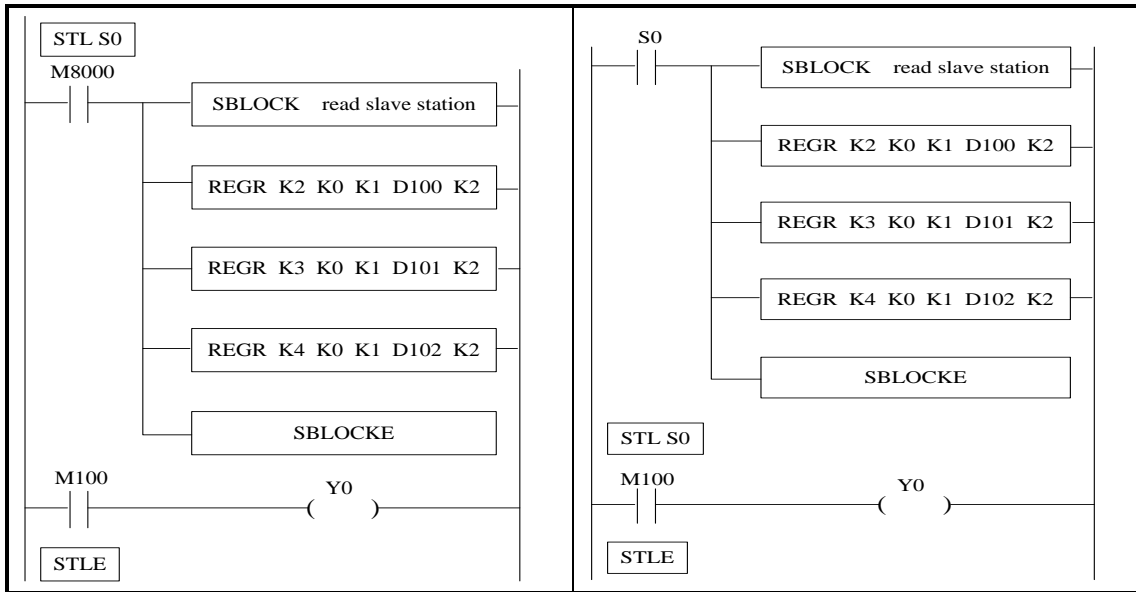 STL S0
M8000
SBLOCK read slave station
REGR K2 K0 K1 D100 K2
REGR K3 K0 K1 D101 K2
REGR K4 K0 K1 D102 K2
SBLOCKE
M100
Y0
STLE
S0
SBLOCK read slave station
REGR K2 K0 K1 D100 K2
REGR K3 K0 K1 D101 K2
REGR K4 K0 K1 D102 K2
SBLOCKE
STL S0
M100
Y0
STLE